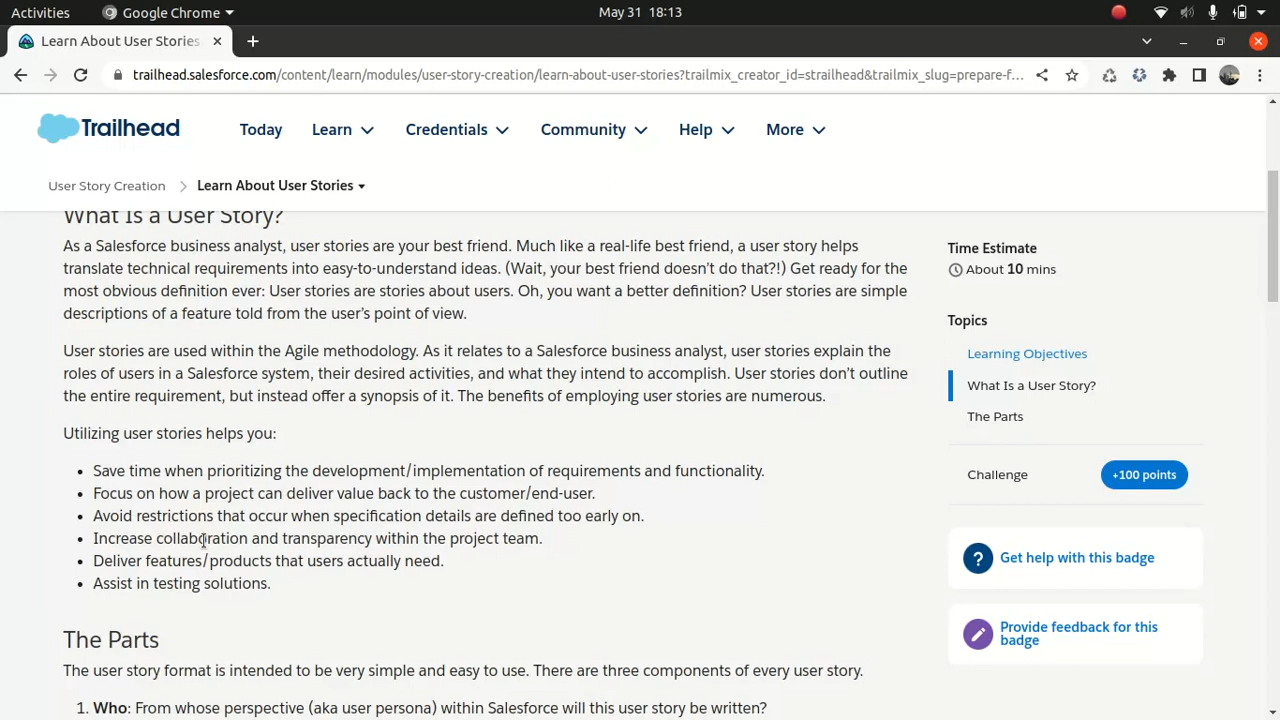 Activities Google Chrome May 31 18:13
Learn About User Stories
trailhead.salesforce.com/content/learn/modules/user-story-creation/learn-about-user-stories?trailmix_creator_id=strailhead&trailmix_slug=prepare-f...
Trailhead Today Learn Credentials Community Help More
User Story Creation Learn About User Stories
What Is a User Story?
As a Salesforce business analyst, user stories are your best friend. Much like a real-life best friend, a user story helps
translate technical requirements into easy-to-understand ideas. (Wait, your best friend doesn't do that?!) Get ready for the
most obvious definition ever: User stories are stories about users. Oh, you want a better definition? User stories are simple
descriptions of a feature told from the user's point of view.
User stories are used within the Agile methodology. As it relates to a Salesforce business analyst, user stories explain the
roles of users in a Salesforce system, their desired activities, and what they intend to accomplish. User stories don't outline
the entire requirement, but instead offer a synopsis of it. The benefits of employing user stories are numerous.
Utilizing user stories helps you:
• Save time when prioritizing the development/implementation of requirements and functionality.
• Focus on how a project can deliver value back to the customer/end-user.
• Avoid restrictions that occur when specification details are defined too early on.
• Increase collaboration and transparency within the project team.
• Deliver features/products that users actually need.
• Assist in testing solutions.
The Parts
The user story format is intended to be very simple and easy to use. There are three components of every user story.
1. Who: From whose perspective (aka user persona) within Salesforce will this user story be written?
Time Estimate
About 10 mins
Topics
Learning Objectives
What Is a User Story?
The Parts
Challenge +100 points
Get help with this badge
Provide feedback for this
badge